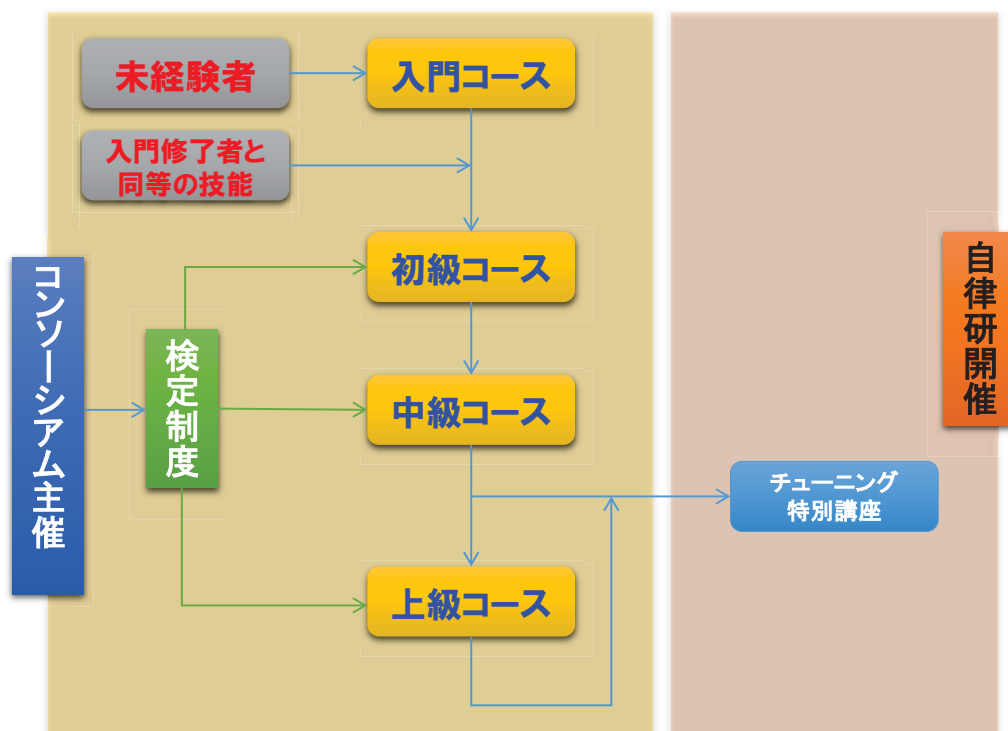 未経験者
入門コース
入門修了者と
同等の技能
初級コース
自律研開催
コンソーシアム主催
検定制度
中級コース
チューニング
特別講座
上級コース